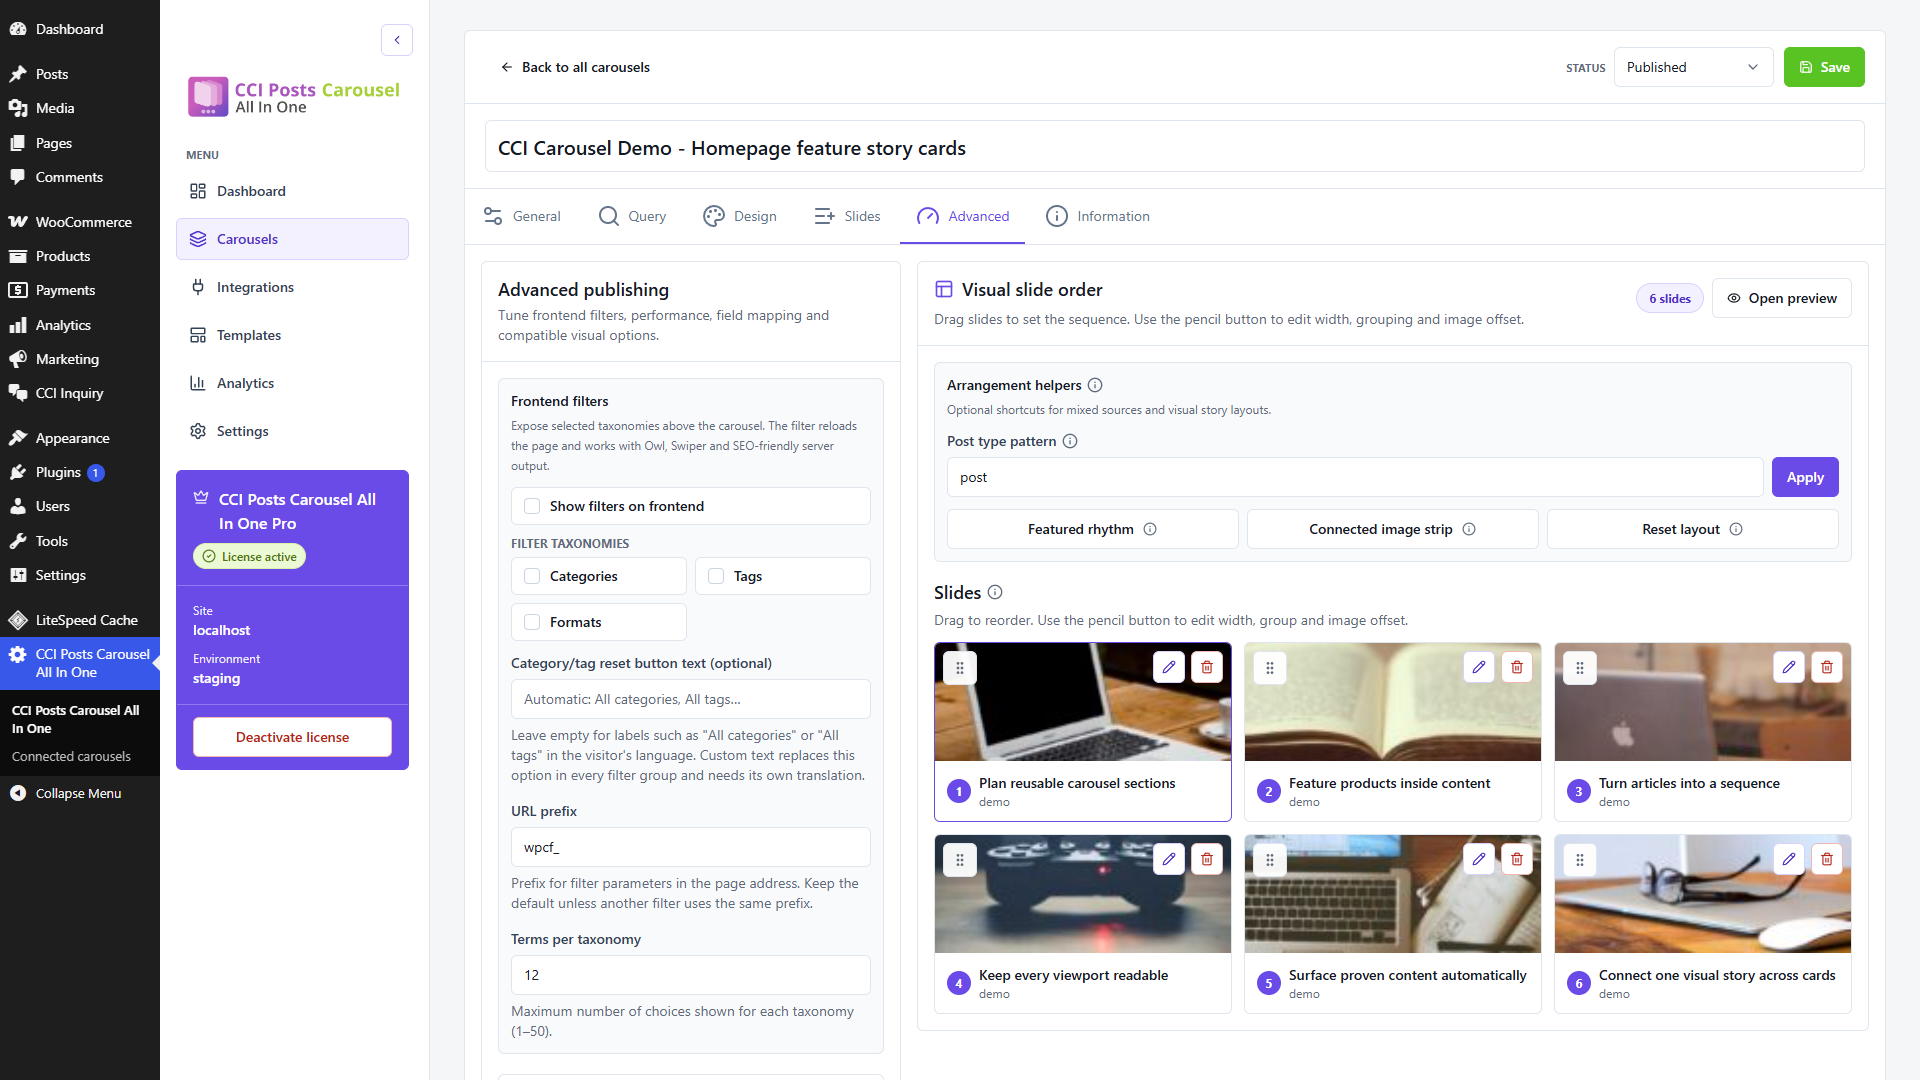 Dashboard
Posts
Media
Pages
Comments
WooCommerce
Products
Payments
Analytics
Marketing
CCI Inquiry
Appearance
Plugins 1
Users
Tools
Settings
LiteSpeed Cache
CCI Posts Carousel
All In One
CCI Posts Carousel All
In One
Connected carousels
Collapse Menu
CCI Posts Carousel
All In One
MENU
Dashboard
Carousels
Integrations
Templates
Analytics
Settings
CCI Posts Carousel All
In One Pro
License active
Site
localhost
Environment
staging
Deactivate license
Back to all carousels
STATUS
Published
Save
CCI Carousel Demo - Homepage feature story cards
General
Query
Design
Slides
Advanced
Information
Advanced publishing
Tune frontend filters, performance, field mapping and
compatible visual options.
Frontend filters
Expose selected taxonomies above the carousel. The filter reloads
the page and works with Owl, Swiper and SEO-friendly server
output.
Show filters on frontend
FILTER TAXONOMIES
Categories
Tags
Formats
Category/tag reset button text (optional)
Automatic: All categories, All tags...
Leave empty for labels such as "All categories" or "All
tags" in the visitor's language. Custom text replaces this
option in every filter group and needs its own translation.
URL prefix
wpcf_
Prefix for filter parameters in the page address. Keep the
default unless another filter uses the same prefix.
Terms per taxonomy
12
Maximum number of choices shown for each taxonomy
(1–50).
Visual slide order
Drag slides to set the sequence. Use the pencil button to edit width, grouping and image offset.
6 slides
Open preview
Arrangement helpers
Optional shortcuts for mixed sources and visual story layouts.
Post type pattern
post
Apply
Featured rhythm
Connected image strip
Reset layout
Slides
Drag to reorder. Use the pencil button to edit width, group and image offset.
1 Plan reusable carousel sections
demo
2 Feature products inside content
demo
3 Turn articles into a sequence
demo
4 Keep every viewport readable
demo
5 Surface proven content automatically
demo
6 Connect one visual story across cards
demo